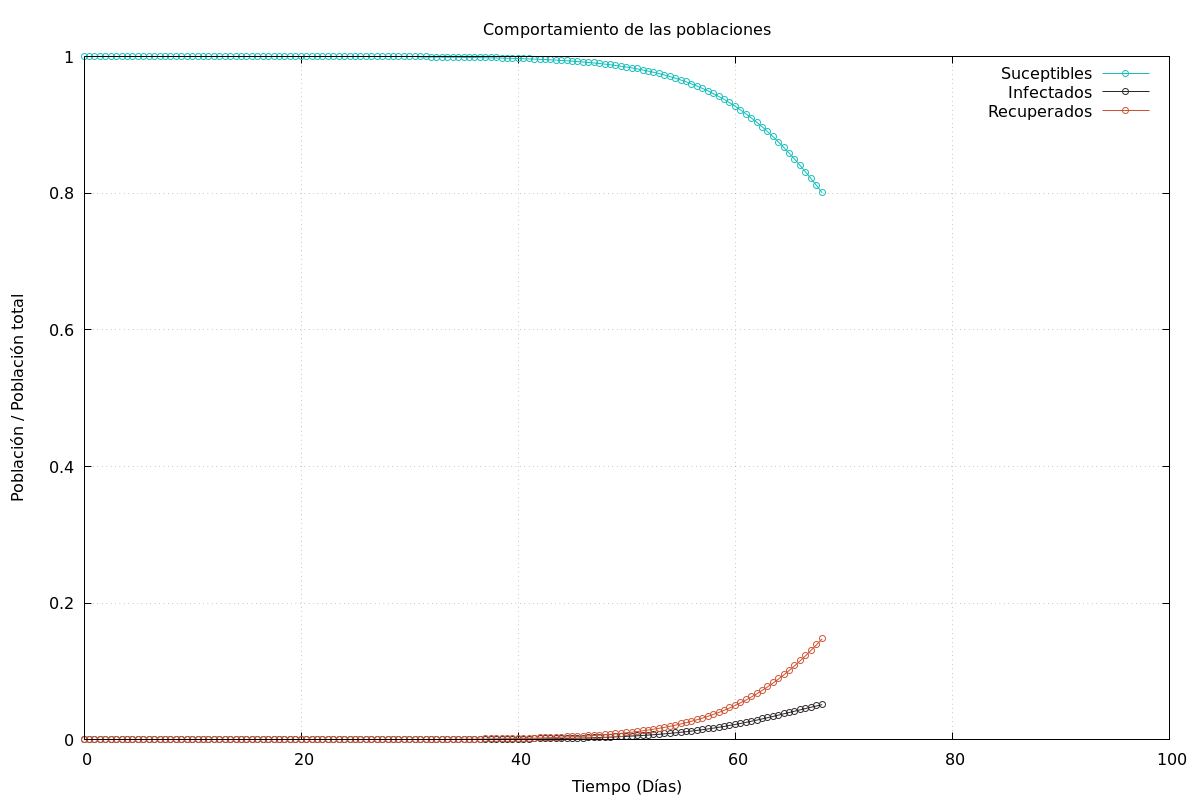 Comportamiento de las poblaciones
1
0.8
0.6
0.4
0.2
0
Población / Población total
Suceptibles
Infectados
Recuperados
0 20 40 60 80 100
Tiempo (Días)